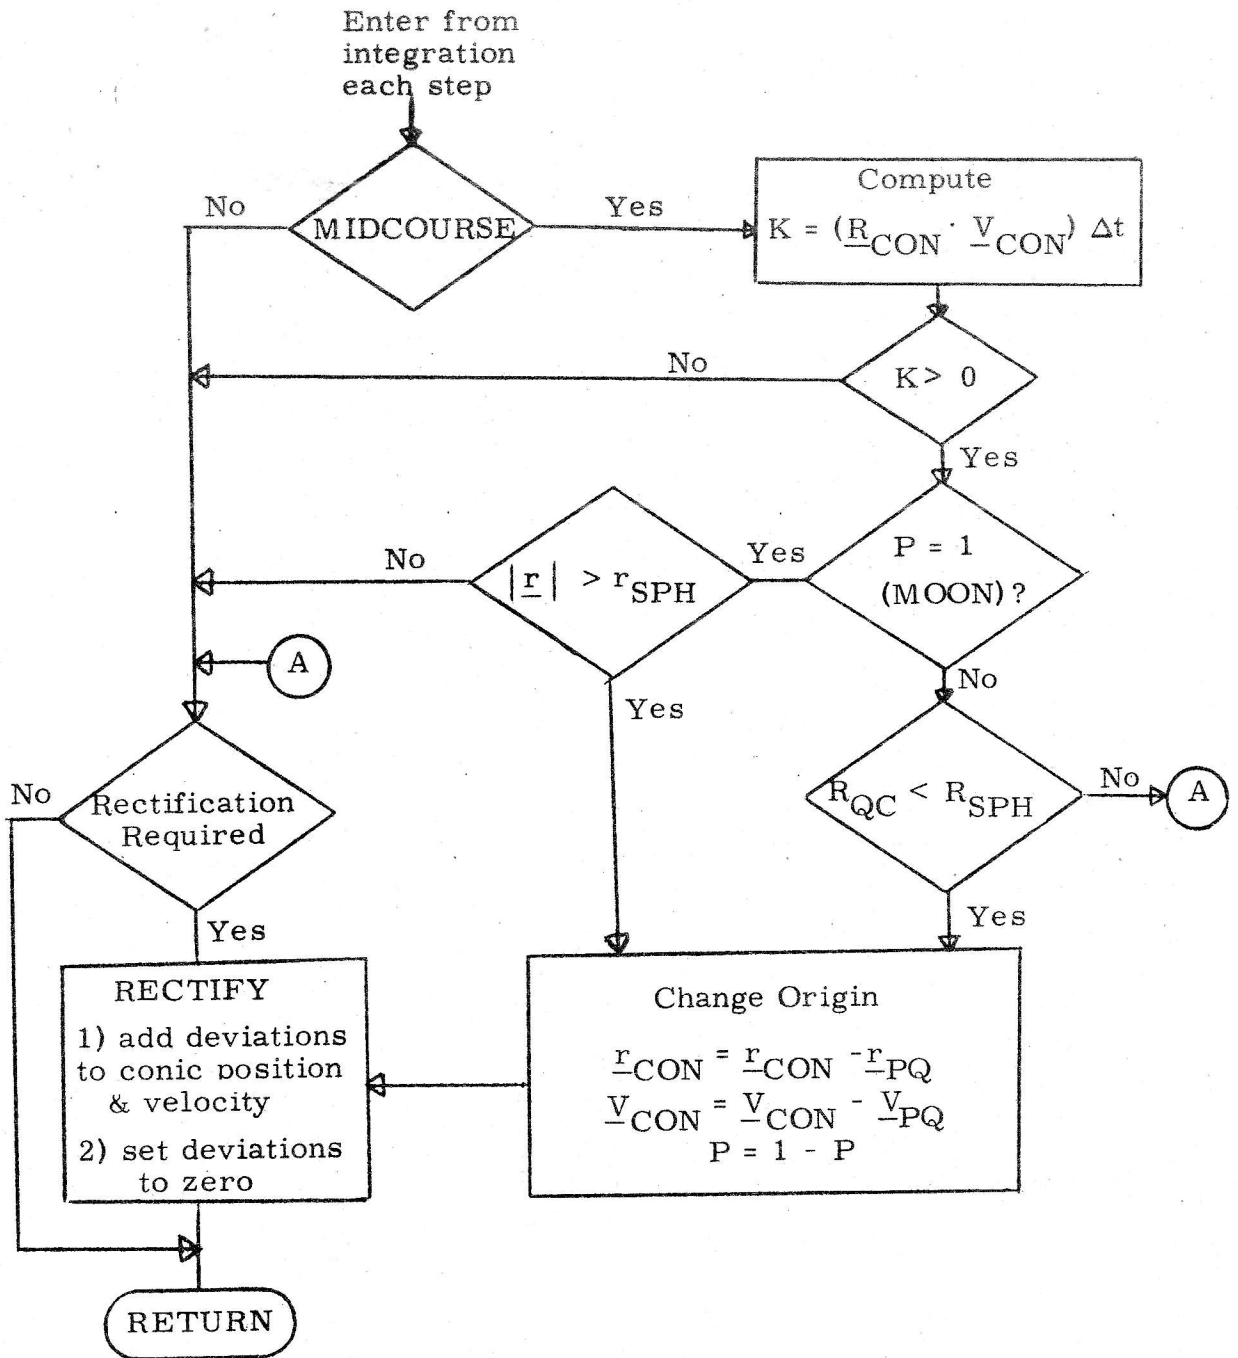 Enter from
integration
each step
No
MIDCOURSE
Yes
Compute
K = (R_CON · V_CON) Δt
No
K > 0
Yes
No
|r| > r_SPH
Yes
P = 1
(MOON)?
A
Yes
No
No
Rectification
Required
R_QC < R_SPH
No
A
Yes
Yes
RECTIFY
1) add deviations
to conic position
& velocity
2) set deviations
to zero
Change Origin
r_CON = r_CON - r_PQ
V_CON = V_CON - V_PQ
P = 1 - P
RETURN